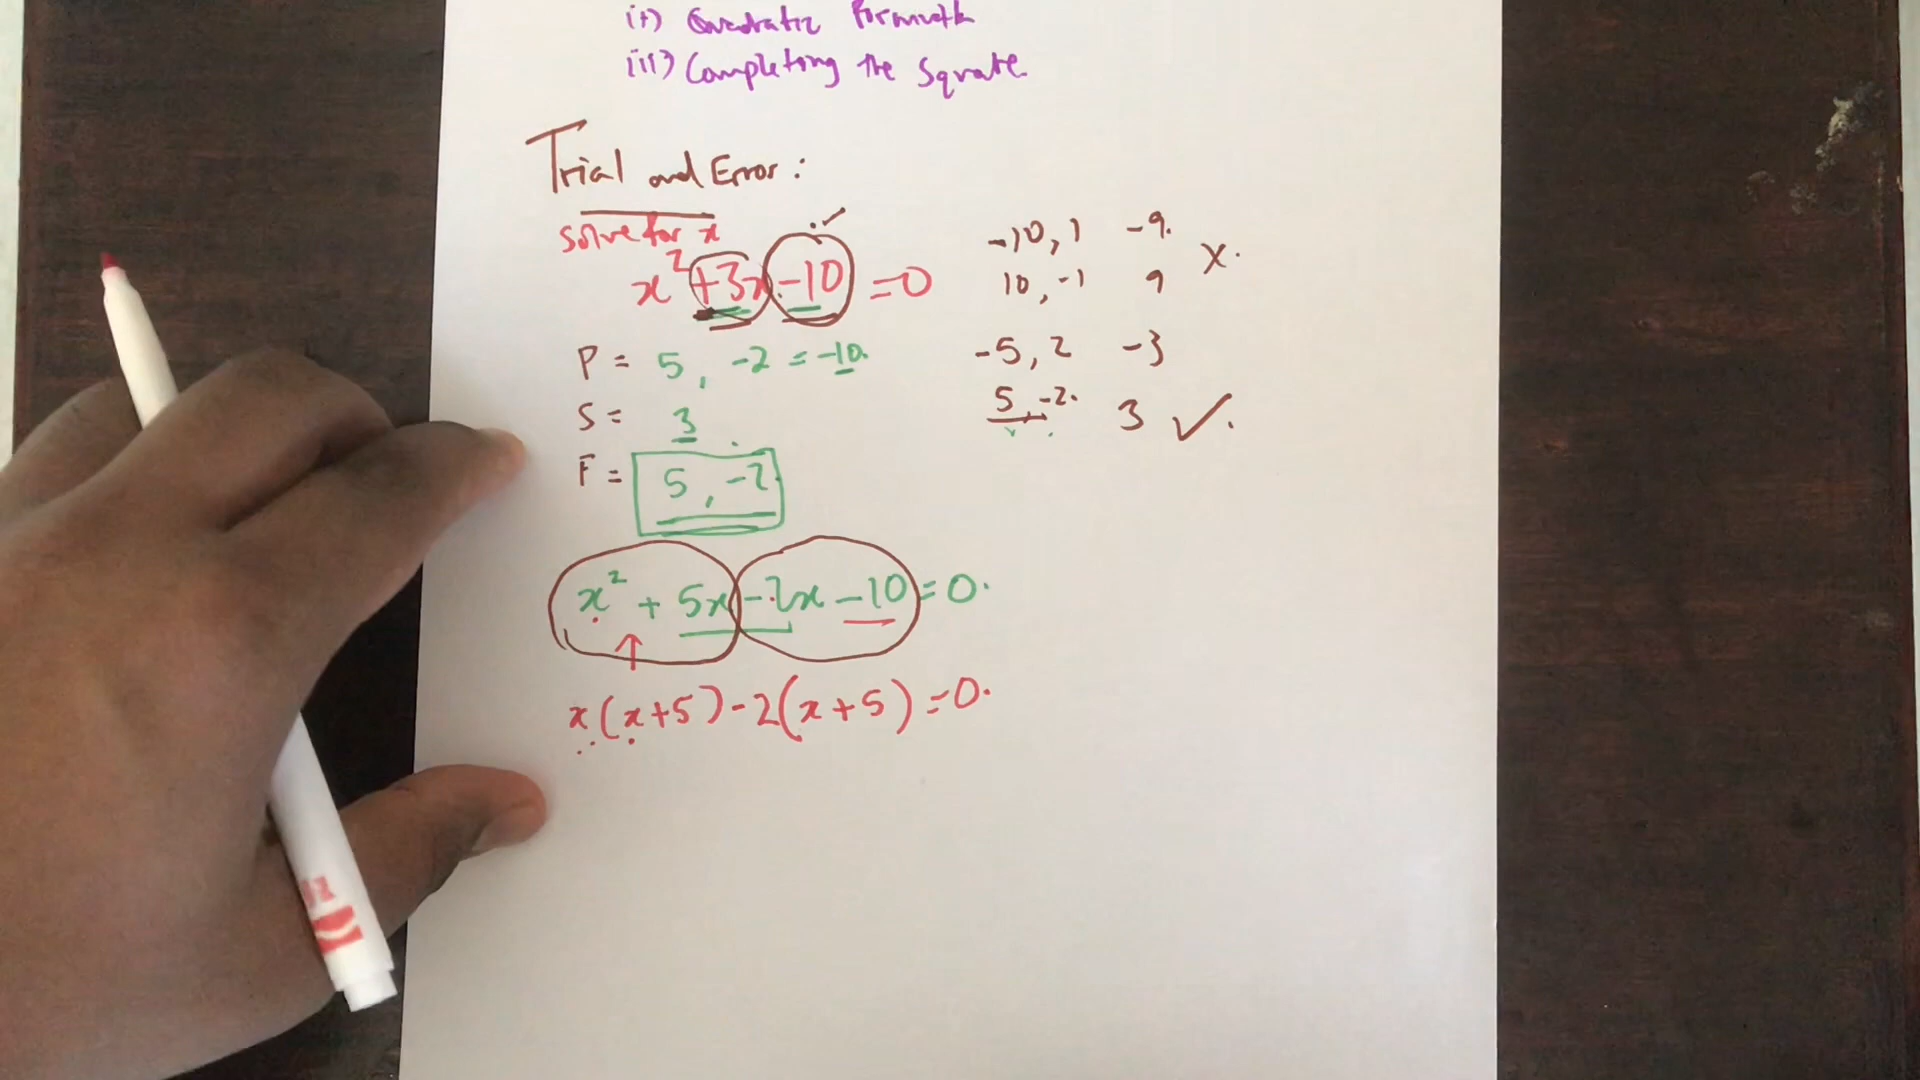 (ii) Quadratic Formula
(iii) Completing the Square
Trial and Error :
Solve for x
x² +3x -10 = 0
P = 5 , -2 = -10.
S = 3
F = 5 , -2
-10, 1 -9.
10, -1 9
x.
-5, 2 -3
5, -2. 3 ✓.
x² + 5x - 2x - 10 = 0.
x(x+5) - 2(x+5) = 0.